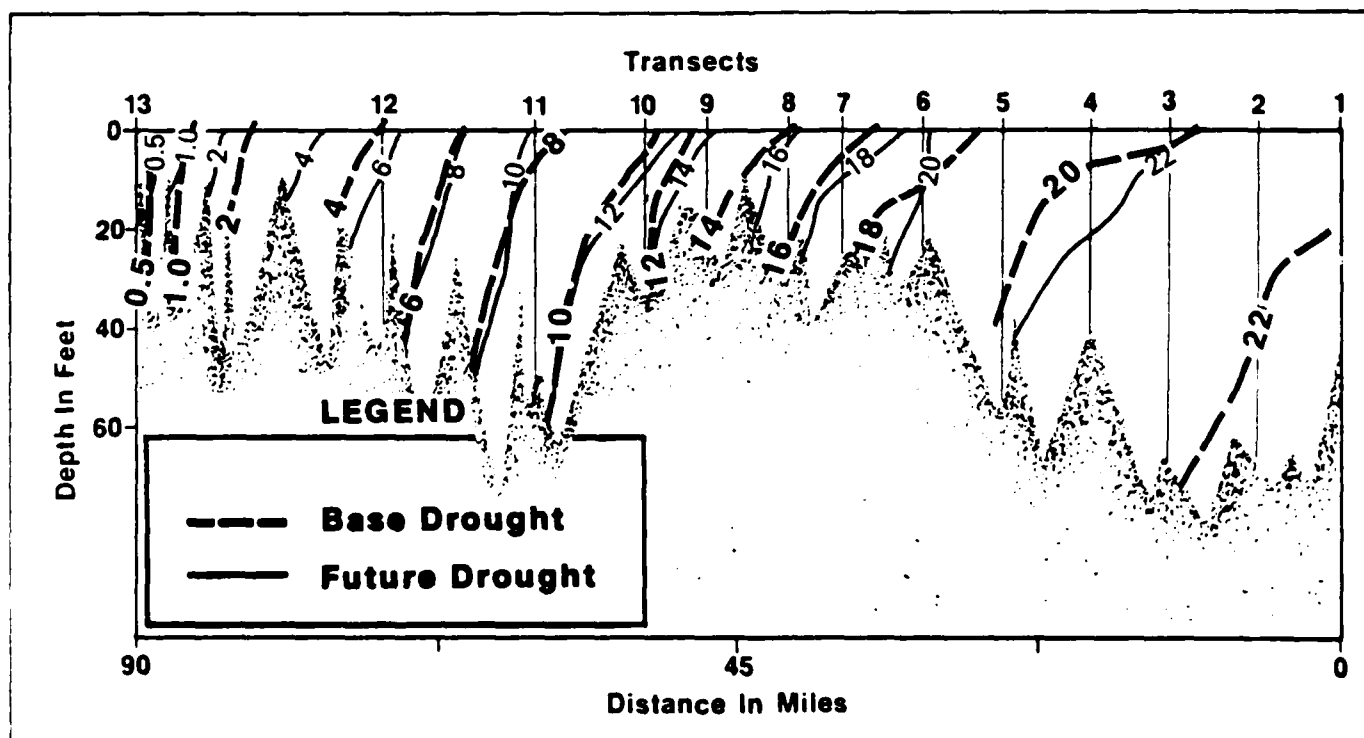 Transects
13 12 11 10 9 8 7 6 5 4 3 2 1
0
0.5 1.0 2 4 6 8 10 8 12 14 16 18 20 22
20
0.5 1.0 2 4 6 10 12 14 16 18 20 22
40
60
Depth In Feet
LEGEND
Base Drought
Future Drought
90 45 0
Distance In Miles